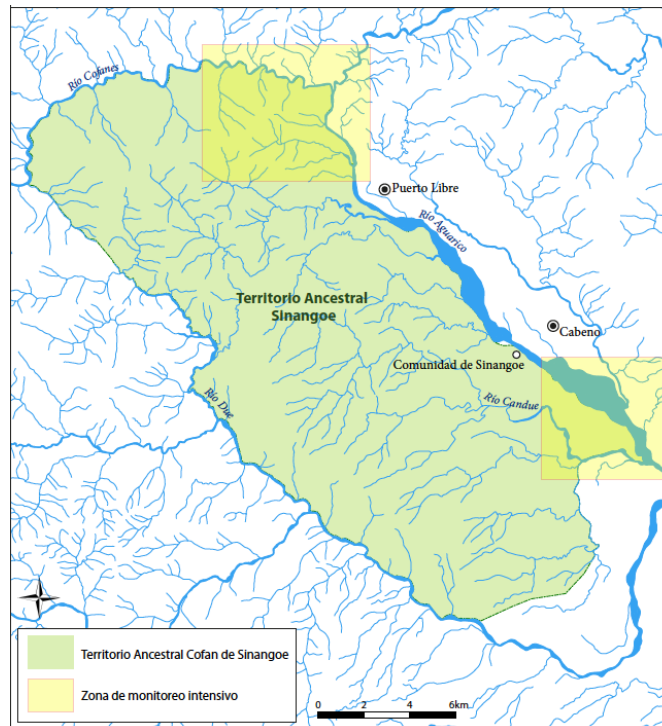 Río Cofanes
Puerto Libre
Río Aguarico
Territorio Ancestral
Sinangoe
Cabeno
Comunidad de Sinangoe
Río Due
Río Candue
Territorio Ancestral Cofan de Sinangoe
Zona de monitoreo intensivo
0 2 4 6km